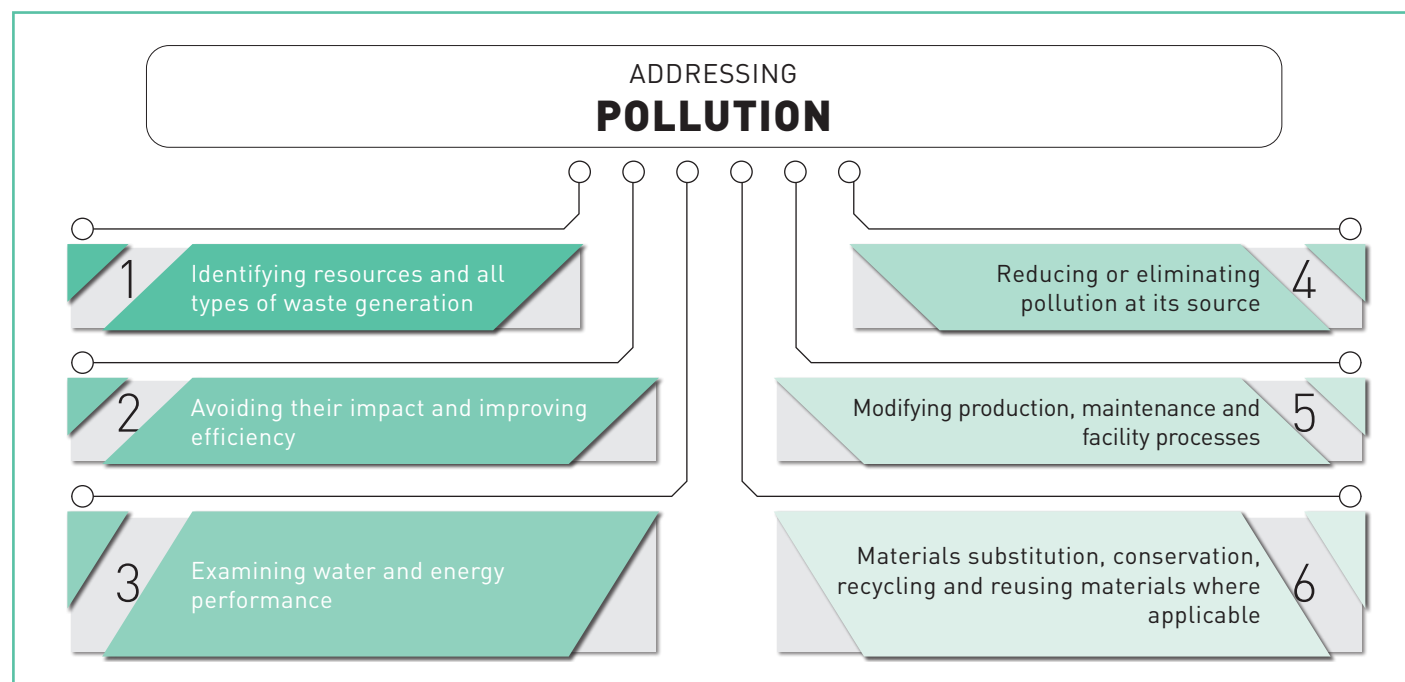 ADDRESSING
POLLUTION
1
Identifying resources and all
types of waste generation
2
Avoiding their impact and improving
efficiency
3
Examining water and energy
performance
4
Reducing or eliminating
pollution at its source
5
Modifying production, maintenance and
facility processes
6
Materials substitution, conservation,
recycling and reusing materials where
applicable